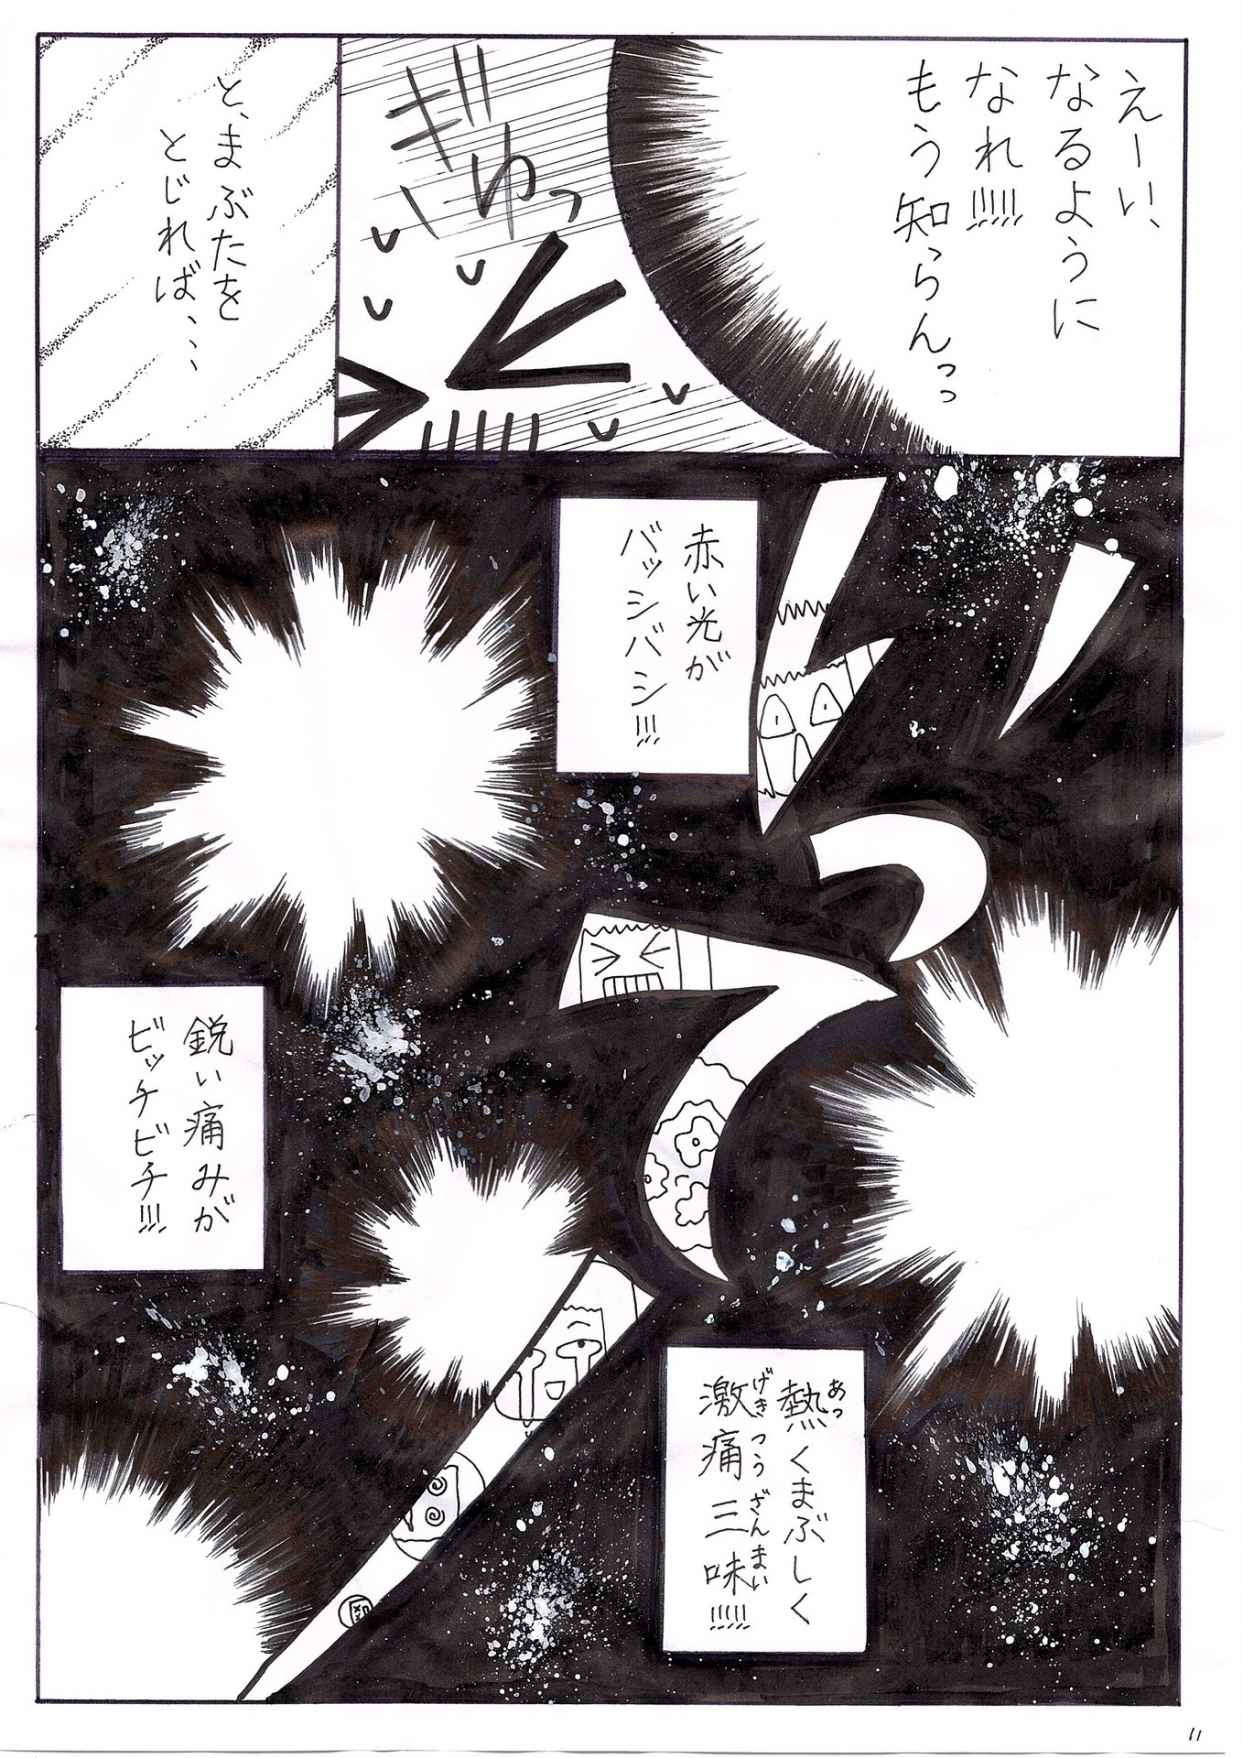 えーい、
なるように
なれ!!!!!
もう知らんっっ
ぎゅっ
と、まぶたを
とじれば、、、
赤い光が
バッシバシ!!!
鋭い痛みが
ビッチビチ!!!
熱くまぶしく
あっ
激痛三昧!!!!!
げきつうざんまい
11